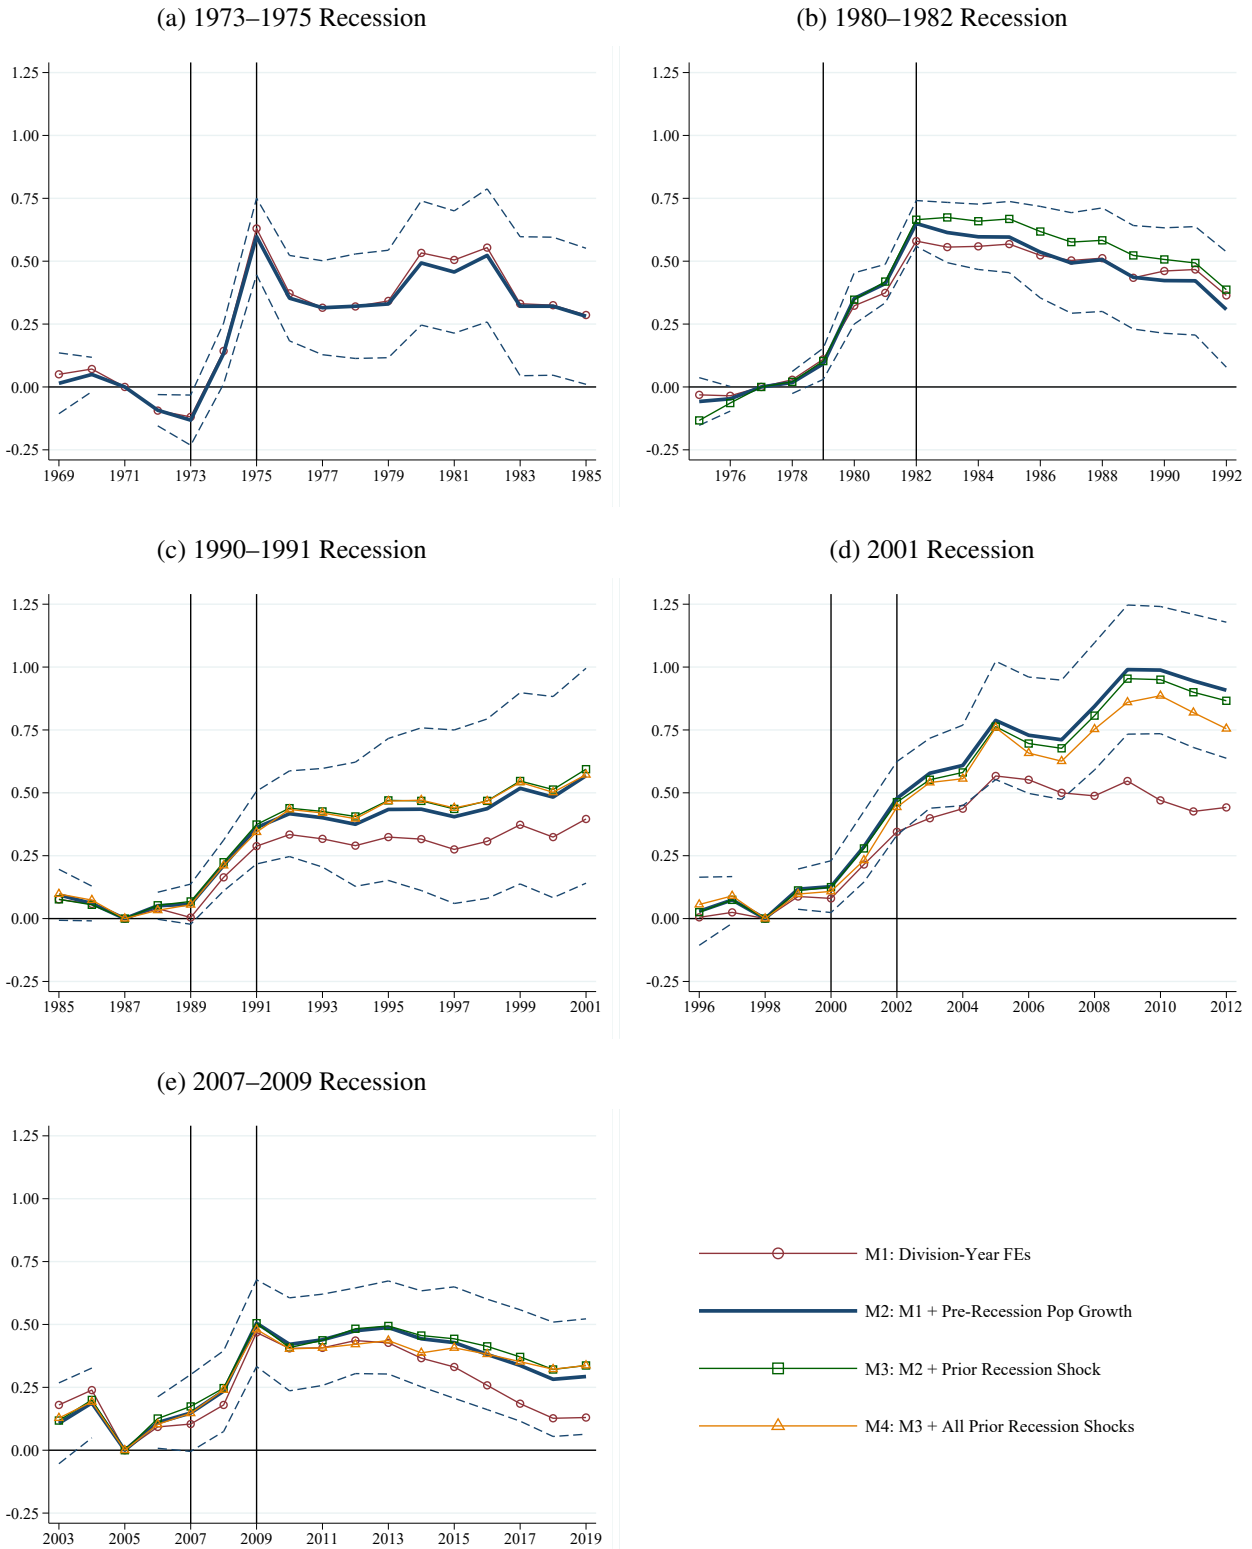 (a) 1973–1975 Recession
1.25
1.00
0.75
0.50
0.25
0.00
-0.25
1969 1971 1973 1975 1977 1979 1981 1983 1985
(b) 1980–1982 Recession
1.25
1.00
0.75
0.50
0.25
0.00
-0.25
1976 1978 1980 1982 1984 1986 1988 1990 1992
(c) 1990–1991 Recession
1.25
1.00
0.75
0.50
0.25
0.00
-0.25
1985 1987 1989 1991 1993 1995 1997 1999 2001
(d) 2001 Recession
1.25
1.00
0.75
0.50
0.25
0.00
-0.25
1996 1998 2000 2002 2004 2006 2008 2010 2012
(e) 2007–2009 Recession
1.25
1.00
0.75
0.50
0.25
0.00
-0.25
2003 2005 2007 2009 2011 2013 2015 2017 2019
M1: Division-Year FEs
M2: M1 + Pre-Recession Pop Growth
M3: M2 + Prior Recession Shock
M4: M3 + All Prior Recession Shocks